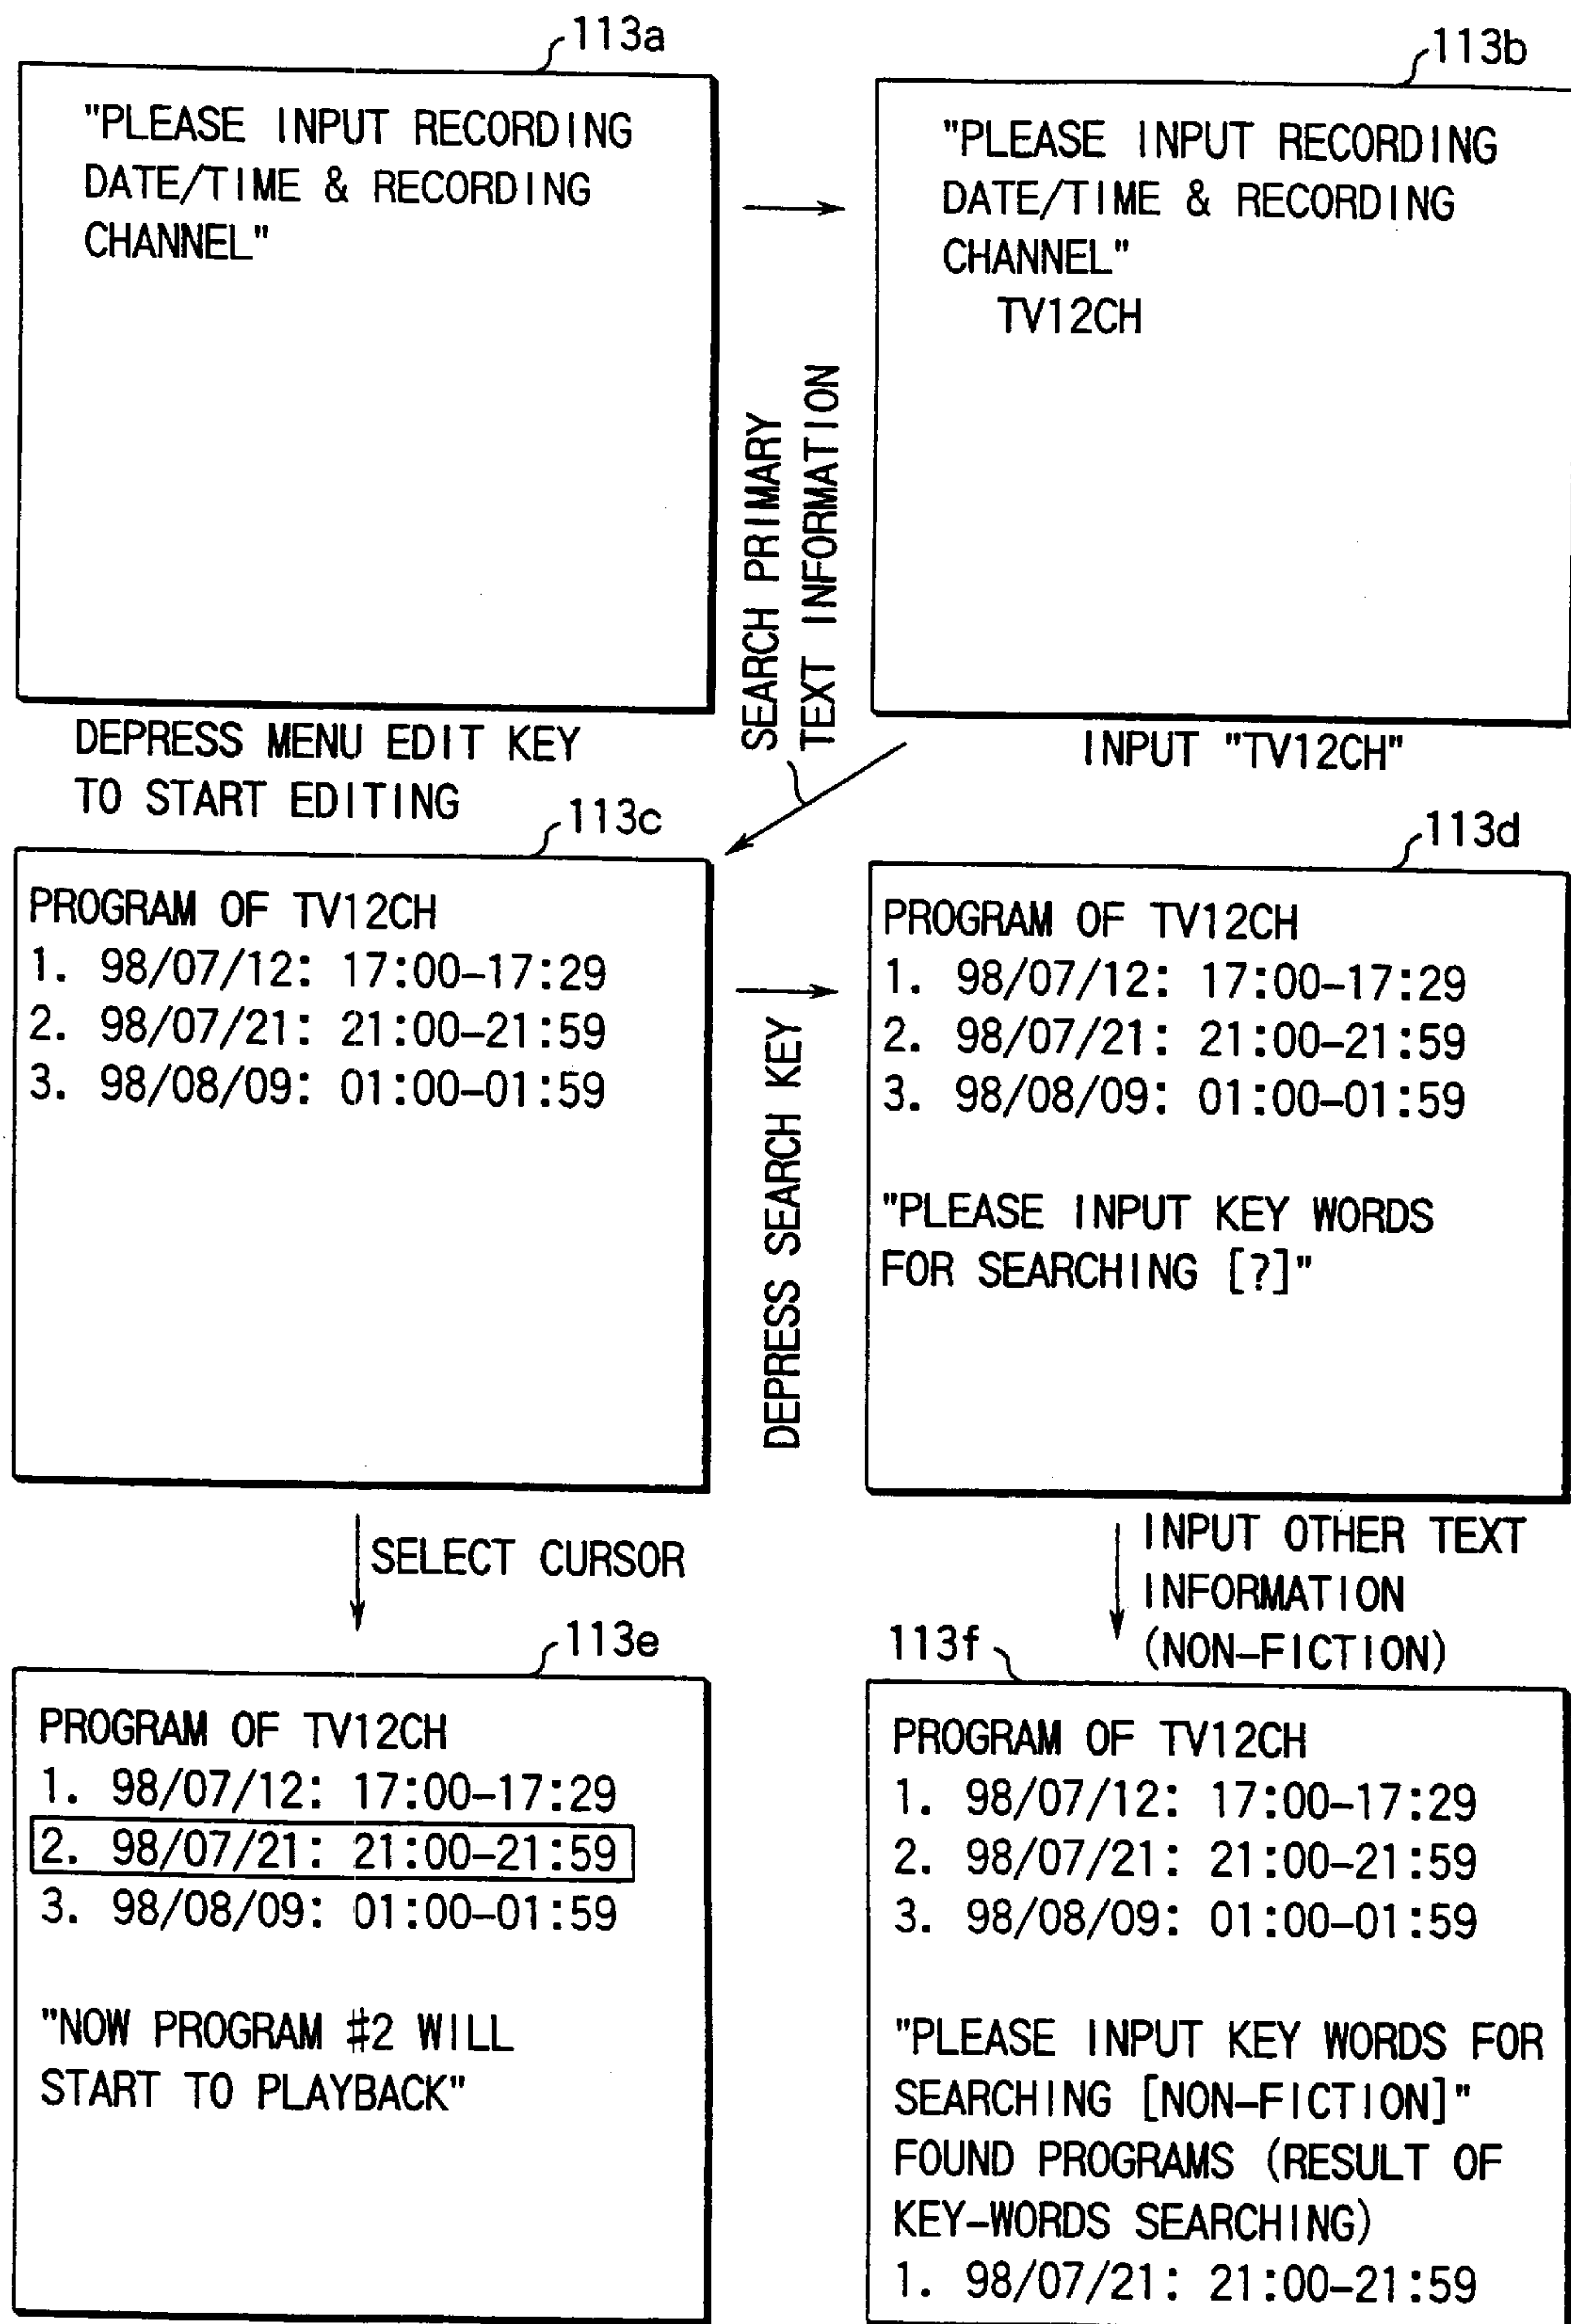 113a
"PLEASE INPUT RECORDING
DATE/TIME & RECORDING
CHANNEL"
DEPRESS MENU EDIT KEY
TO START EDITING
113b
"PLEASE INPUT RECORDING
DATE/TIME & RECORDING
CHANNEL"
TV12CH
INPUT "TV12CH"
SEARCH PRIMARY
TEXT INFORMATION
113c
PROGRAM OF TV12CH
1. 98/07/12: 17:00-17:29
2. 98/07/21: 21:00-21:59
3. 98/08/09: 01:00-01:59
DEPRESS SEARCH KEY
113d
PROGRAM OF TV12CH
1. 98/07/12: 17:00-17:29
2. 98/07/21: 21:00-21:59
3. 98/08/09: 01:00-01:59
"PLEASE INPUT KEY WORDS
FOR SEARCHING [?]"
SELECT CURSOR
113e
PROGRAM OF TV12CH
1. 98/07/12: 17:00-17:29
2. 98/07/21: 21:00-21:59
3. 98/08/09: 01:00-01:59
"NOW PROGRAM #2 WILL
START TO PLAYBACK"
INPUT OTHER TEXT
INFORMATION
(NON-FICTION)
113f
PROGRAM OF TV12CH
1. 98/07/12: 17:00-17:29
2. 98/07/21: 21:00-21:59
3. 98/08/09: 01:00-01:59
"PLEASE INPUT KEY WORDS FOR
SEARCHING [NON-FICTION]"
FOUND PROGRAMS (RESULT OF
KEY-WORDS SEARCHING)
1. 98/07/21: 21:00-21:59